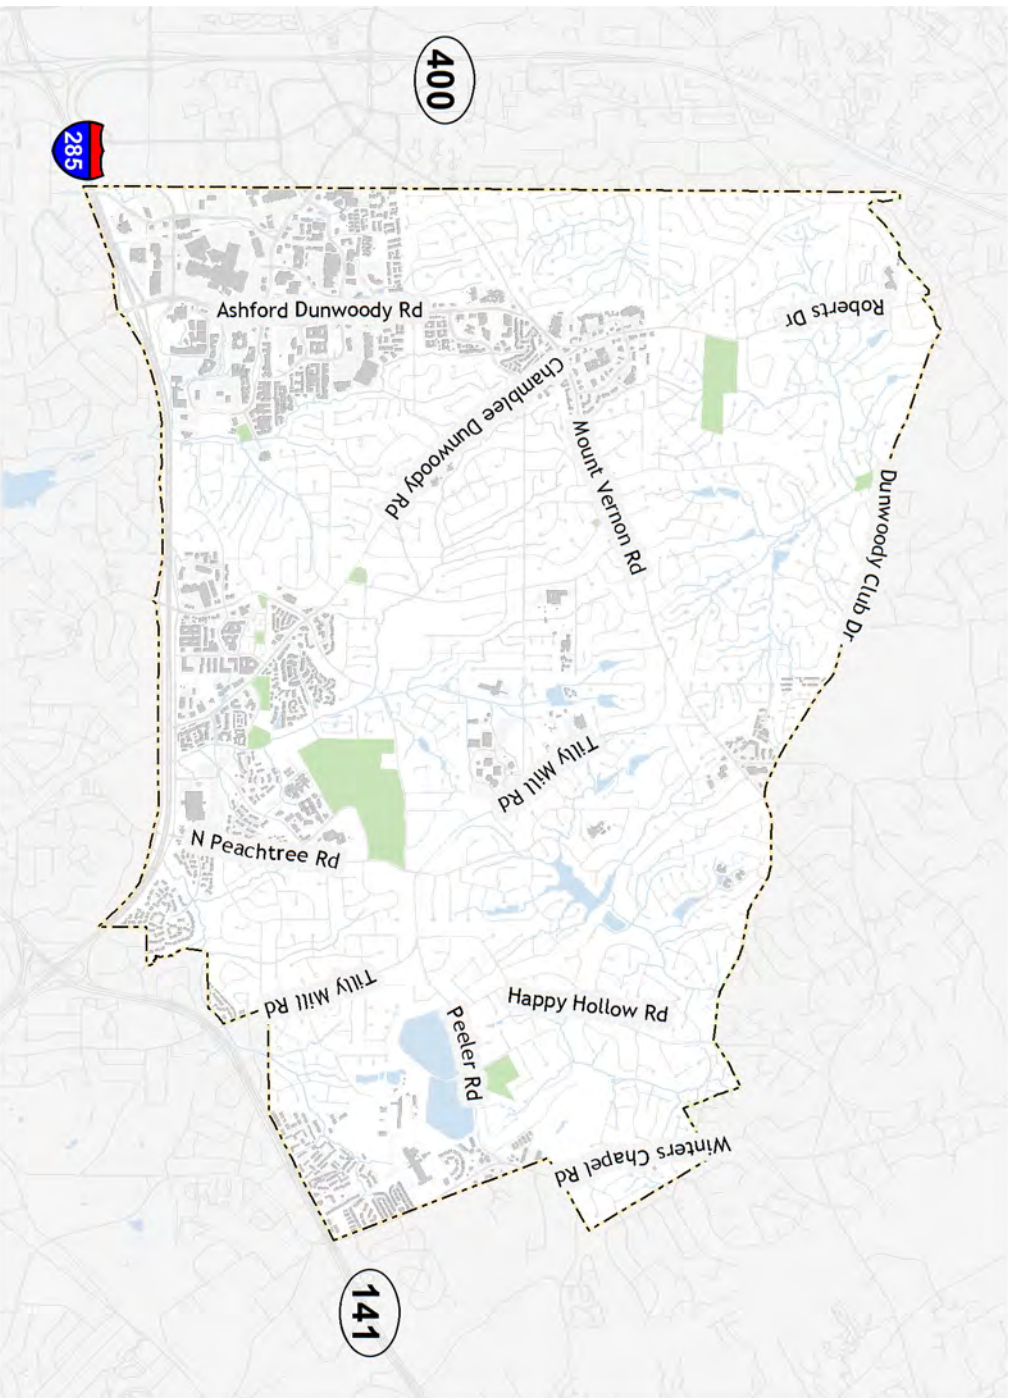 400
285
Ashford Dunwoody Rd
Roberts Dr
Chamblee Dunwoody Rd
Mount Vernon Rd
Dunwoody Club Dr
Tilly Mill Rd
N Peachtree Rd
Tilly Mill Rd
Happy Hollow Rd
Peeler Rd
Winters Chapel Rd
141